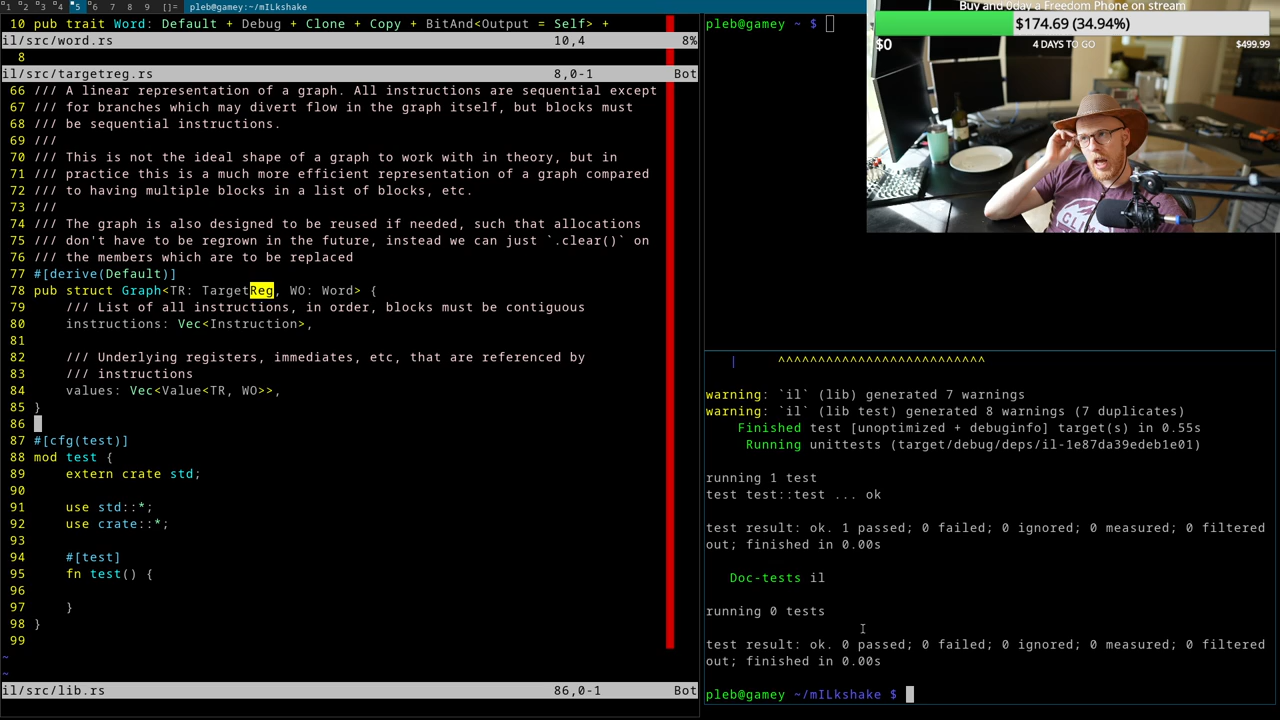 1 2 3 4 5 6 7 8 9 []= pleb@gamey:~/mILkshake
10 pub trait Word: Default + Debug + Clone + Copy + BitAnd<Output = Self> +
il/src/word.rs 10,4 8%
8
il/src/targetreg.rs 8,0-1 Bot
66 /// A linear representation of a graph. All instructions are sequential except
67 /// for branches which may divert flow in the graph itself, but blocks must
68 /// be sequential instructions.
69 ///
70 /// This is not the ideal shape of a graph to work with in theory, but in
71 /// practice this is a much more efficient representation of a graph compared
72 /// to having multiple blocks in a list of blocks, etc.
73 ///
74 /// The graph is also designed to be reused if needed, such that allocations
75 /// don't have to be regrown in the future, instead we can just `.clear()` on
76 /// the members which are to be replaced
77 #[derive(Default)]
78 pub struct Graph<TR: TargetReg, WO: Word> {
79     /// List of all instructions, in order, blocks must be contiguous
80     instructions: Vec<Instruction>,
81
82     /// Underlying registers, immediates, etc, that are referenced by
83     /// instructions
84     values: Vec<Value<TR, WO>>,
85 }
86
87 #[cfg(test)]
88 mod test {
89     extern crate std;
90
91     use std::*;
92     use crate::*;
93
94     #[test]
95     fn test() {
96
97     }
98 }
99
~
~
il/src/lib.rs 86,0-1 Bot
pleb@gamey ~ $
Buy and 0day a Freedom Phone on stream
$174.69 (34.94%)
$0 4 DAYS TO GO $499.99
| ^^^^^^^^^^^^^^^^^^^^^^^^^^
warning: `il` (lib) generated 7 warnings
warning: `il` (lib test) generated 8 warnings (7 duplicates)
Finished test [unoptimized + debuginfo] target(s) in 0.55s
Running unittests (target/debug/deps/il-1e87da39edeb1e01)
running 1 test
test test::test ... ok
test result: ok. 1 passed; 0 failed; 0 ignored; 0 measured; 0 filtered
out; finished in 0.00s
Doc-tests il
running 0 tests
test result: ok. 0 passed; 0 failed; 0 ignored; 0 measured; 0 filtered
out; finished in 0.00s
pleb@gamey ~/mILkshake $